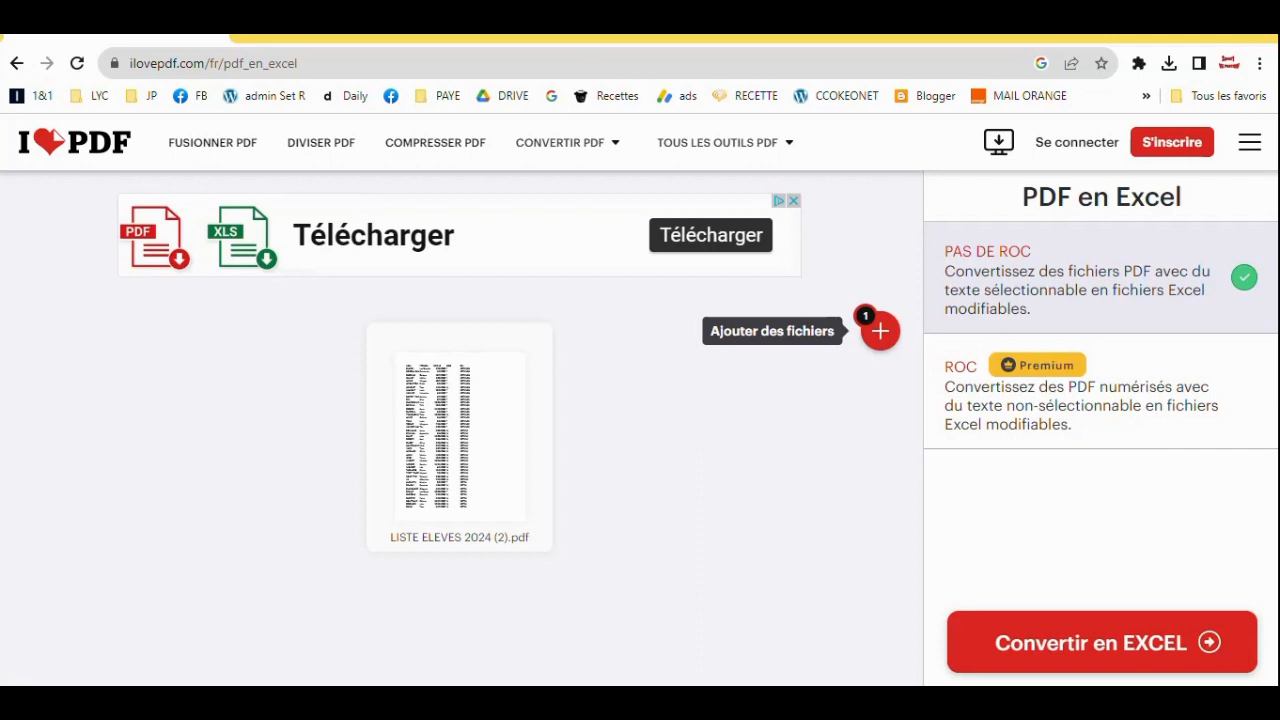 ilovepdf.com/fr/pdf_en_excel
1&1 LYC JP FB admin Set R Daily PAYE DRIVE Recettes ads RECETTE CCOKEONET Blogger MAIL ORANGE » Tous les favoris
I PDF FUSIONNER PDF DIVISER PDF COMPRESSER PDF CONVERTIR PDF TOUS LES OUTILS PDF Se connecter S'inscrire
PDF XLS Télécharger Télécharger
Ajouter des fichiers 1
LISTE ELEVES 2024 (2).pdf
PDF en Excel
PAS DE ROC
Convertissez des fichiers PDF avec du
texte sélectionnable en fichiers Excel
modifiables.
ROC Premium
Convertissez des PDF numérisés avec
du texte non-sélectionnable en fichiers
Excel modifiables.
Convertir en EXCEL